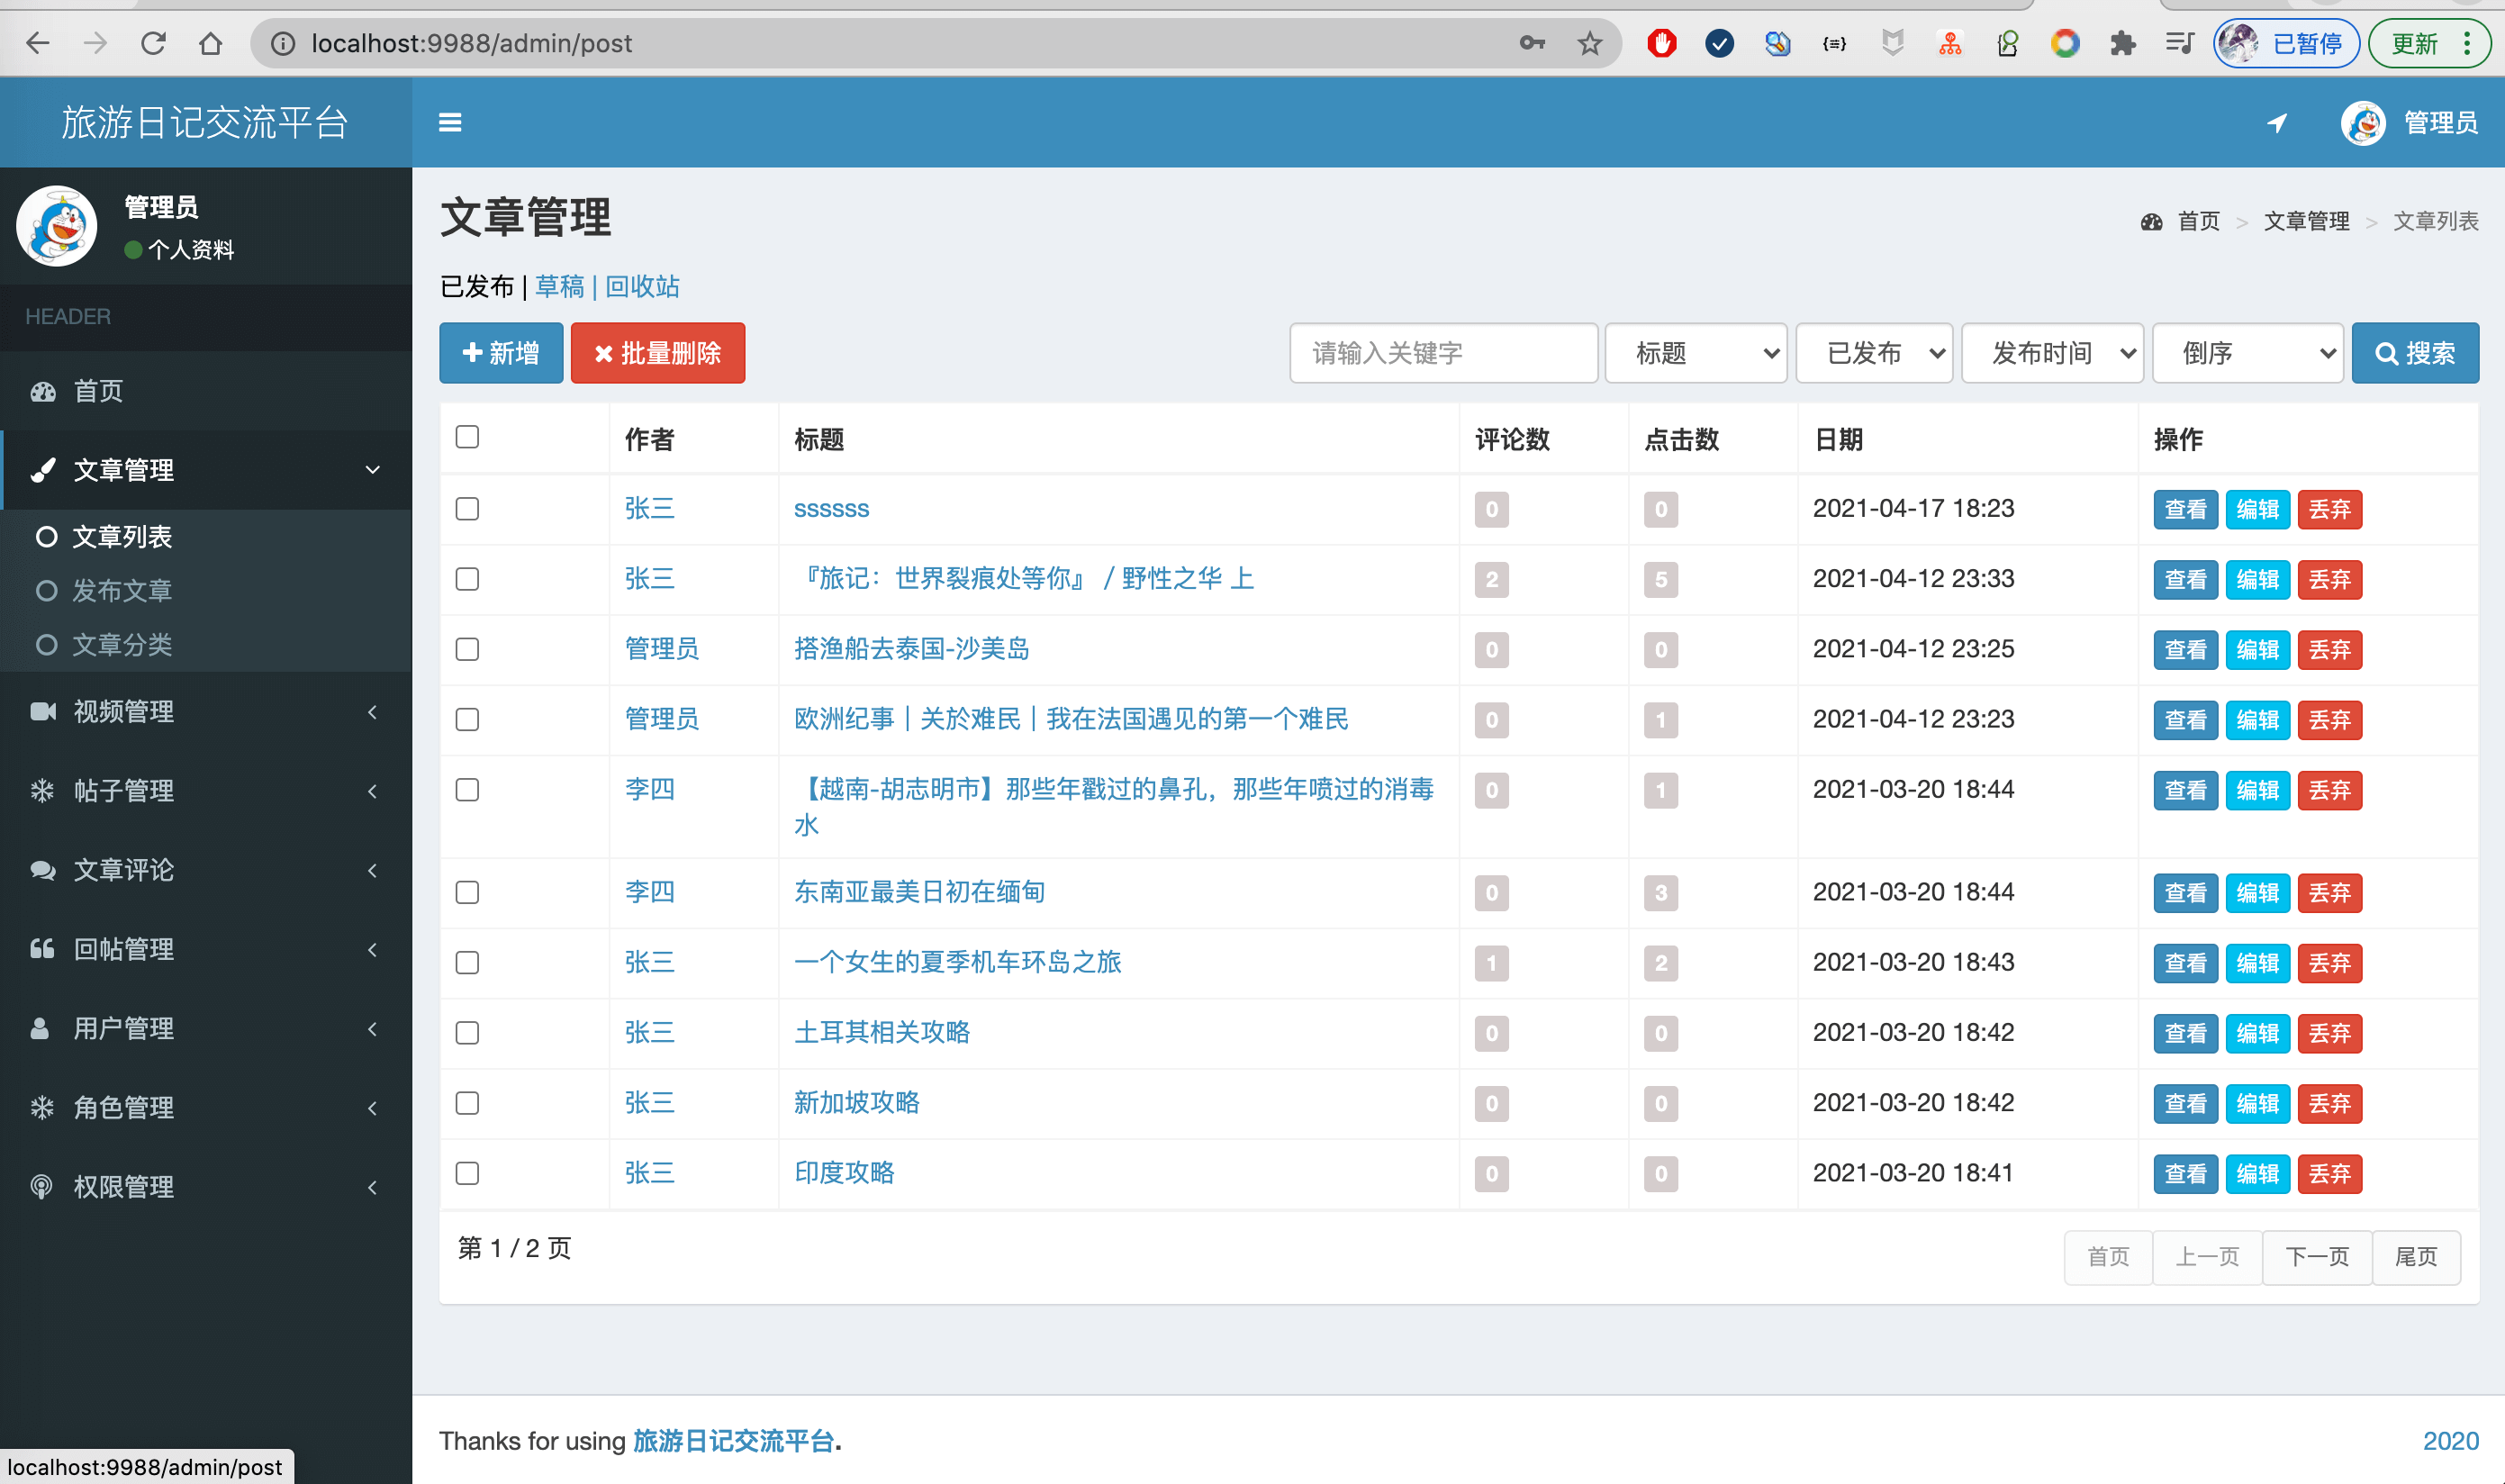 localhost:9988/admin/post
已暂停
更新
旅游日记交流平台
管理员
管理员
个人资料
HEADER
首页
文章管理
文章列表
发布文章
文章分类
视频管理
帖子管理
文章评论
回帖管理
用户管理
角色管理
权限管理
文章管理
首页 > 文章管理 > 文章列表
已发布 | 草稿 | 回收站
新增 批量删除 请输入关键字 标题 已发布 发布时间 倒序 搜索
作者 标题 评论数 点击数 日期 操作
张三 ssssss 0 0 2021-04-17 18:23 查看 编辑 丢弃
张三 『旅记：世界裂痕处等你』 / 野性之华 上 2 5 2021-04-12 23:33 查看 编辑 丢弃
管理员 搭渔船去泰国-沙美岛 0 0 2021-04-12 23:25 查看 编辑 丢弃
管理员 欧洲纪事｜关於难民｜我在法国遇见的第一个难民 0 1 2021-04-12 23:23 查看 编辑 丢弃
李四 【越南-胡志明市】那些年戳过的鼻孔，那些年喷过的消毒 0 1 2021-03-20 18:44 查看 编辑 丢弃
水
李四 东南亚最美日初在缅甸 0 3 2021-03-20 18:44 查看 编辑 丢弃
张三 一个女生的夏季机车环岛之旅 1 2 2021-03-20 18:43 查看 编辑 丢弃
张三 土耳其相关攻略 0 0 2021-03-20 18:42 查看 编辑 丢弃
张三 新加坡攻略 0 0 2021-03-20 18:42 查看 编辑 丢弃
张三 印度攻略 0 0 2021-03-20 18:41 查看 编辑 丢弃
第 1 / 2 页 首页 上一页 下一页 尾页
Thanks for using 旅游日记交流平台. 2020
localhost:9988/admin/post